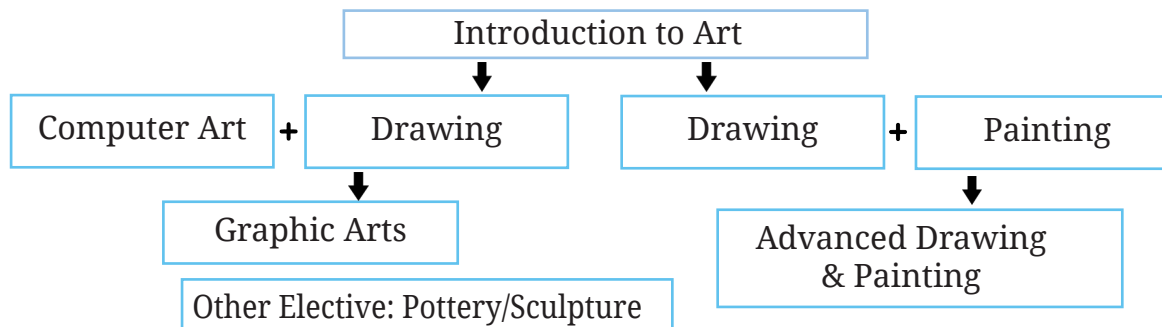 Introduction to Art
Computer Art + Drawing
Drawing + Painting
Graphic Arts
Advanced Drawing
& Painting
Other Elective: Pottery/Sculpture